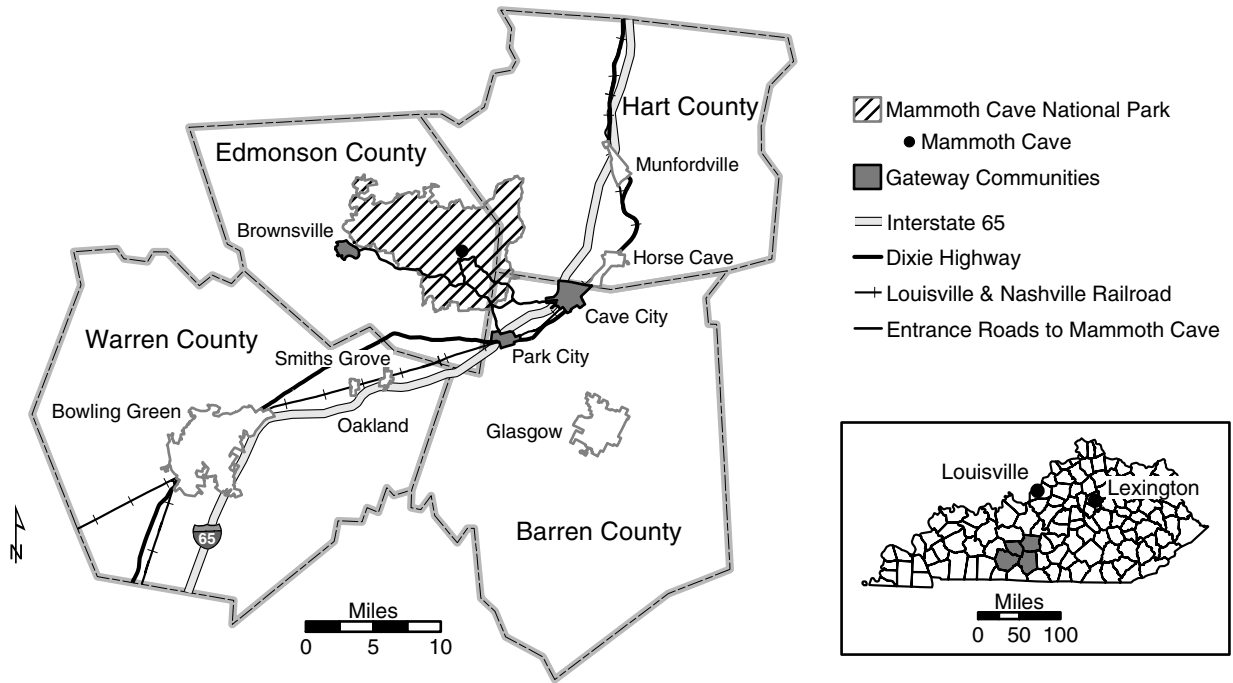 Hart County
Edmonson County
Munfordville
Brownsville
Horse Cave
Cave City
Warren County
Smiths Grove
Park City
Bowling Green
Oakland
Glasgow
Barren County
65
N
Miles
0 5 10
Mammoth Cave National Park
Mammoth Cave
Gateway Communities
Interstate 65
Dixie Highway
Louisville & Nashville Railroad
Entrance Roads to Mammoth Cave
Louisville
Lexington
Miles
0 50 100